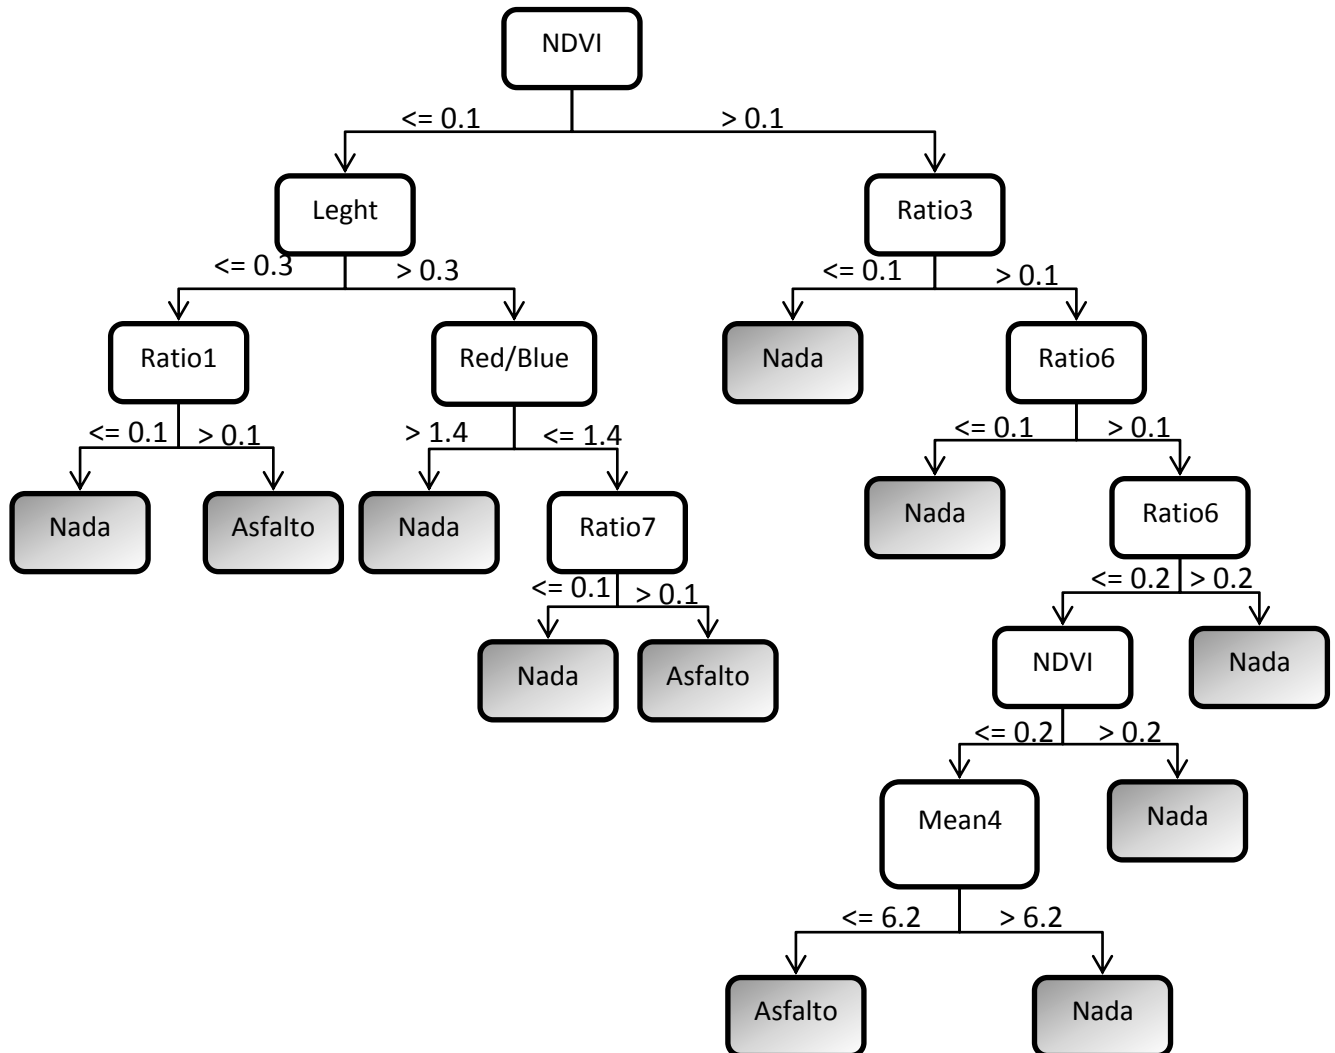 NDVI
<= 0.1 > 0.1
Leght Ratio3
<= 0.3 > 0.3 <= 0.1 > 0.1
Ratio1 Red/Blue Nada Ratio6
<= 0.1 > 0.1 > 1.4 <= 1.4 <= 0.1 > 0.1
Nada Asfalto Nada Ratio7 Nada Ratio6
<= 0.1 > 0.1 <= 0.2 > 0.2
Nada Asfalto NDVI Nada
<= 0.2 > 0.2
Mean4 Nada
<= 6.2 > 6.2
Asfalto Nada